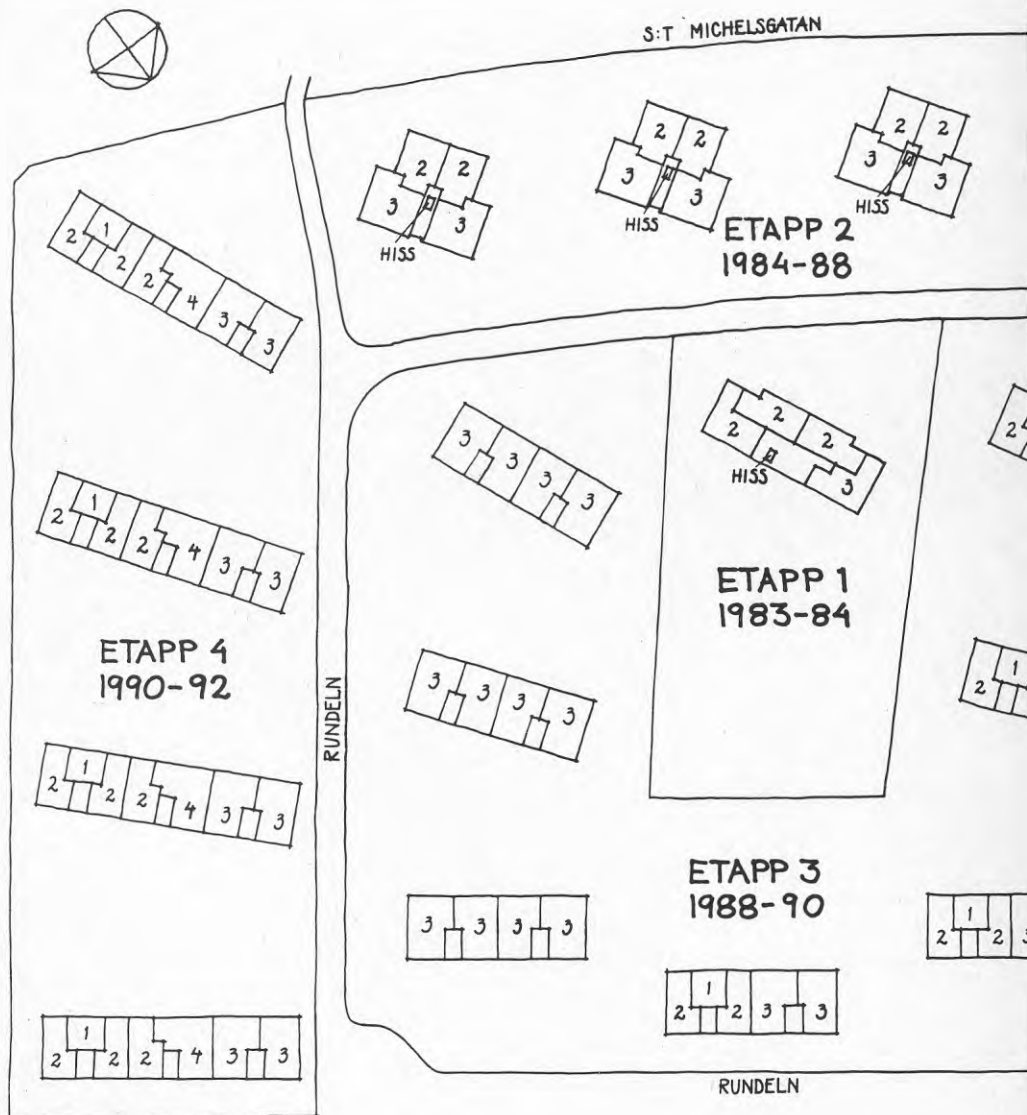 S:T MICHELSGATAN
2 2
3 3
HISS
2 2
3 3
HISS
2 2
3 3
HISS
ETAPP 2
1984-88
2 1 2 2 4 3 3
3 3 3 3
2 2
2 3
HISS
2
2 1 2 2 4 3 3
ETAPP 1
1983-84
ETAPP 4
1990-92
RUNDELN
3 3 3 3
2 1
2 1 2 2 4 3 3
ETAPP 3
1988-90
3 3 3 3
2 1 2 3
2 1 2 3 3
2 1 2 2 4 3 3
RUNDELN